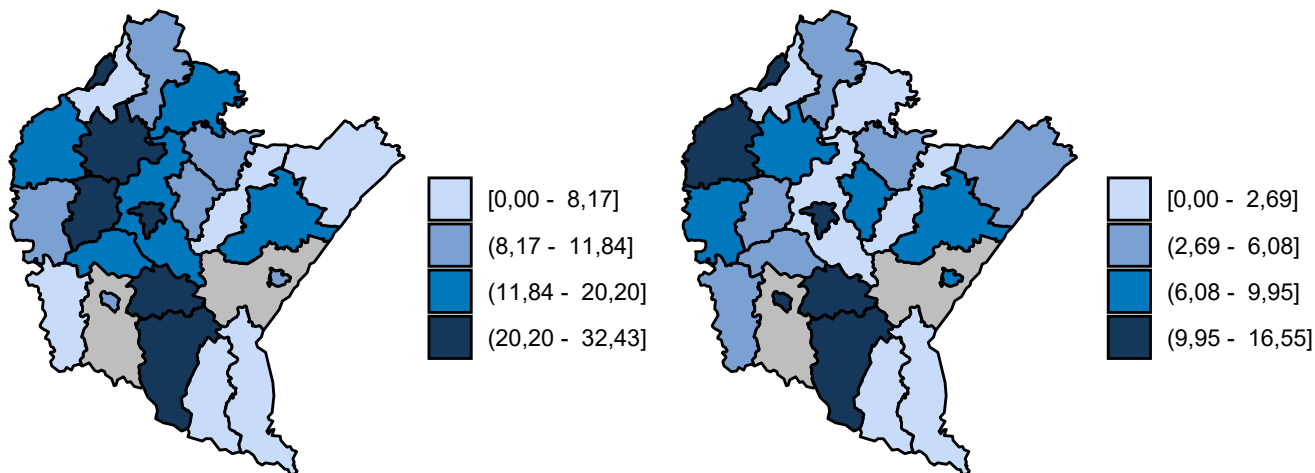 [0,00 - 8,17]
(8,17 - 11,84]
(11,84 - 20,20]
(20,20 - 32,43]
[0,00 - 2,69]
(2,69 - 6,08]
(6,08 - 9,95]
(9,95 - 16,55]